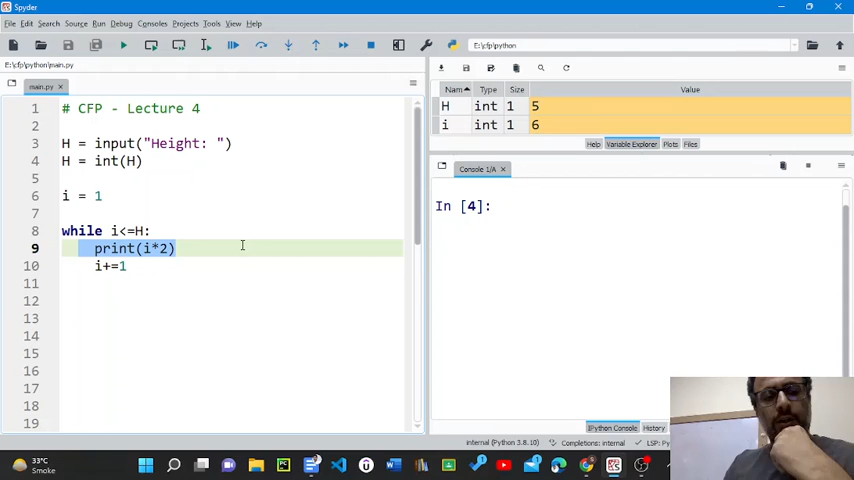 Spyder
File Edit Search Source Run Debug Consoles Projects Tools View Help
E:\cfp\python
E:\cfp\python\main.py
main.py
1 # CFP - Lecture 4
2
3 H = input("Height: ")
4 H = int(H)
5
6 i = 1
7
8 while i<=H:
9 print(i*2)
10 i+=1
11
12
13
14
15
16
17
18
19
Nam Type Size Value
H int 1 5
i int 1 6
Help Variable Explorer Plots Files
Console 1/A
In [4]:
IPython Console History
internal (Python 3.8.10) Completions: internal LSP:
33°C
Smoke